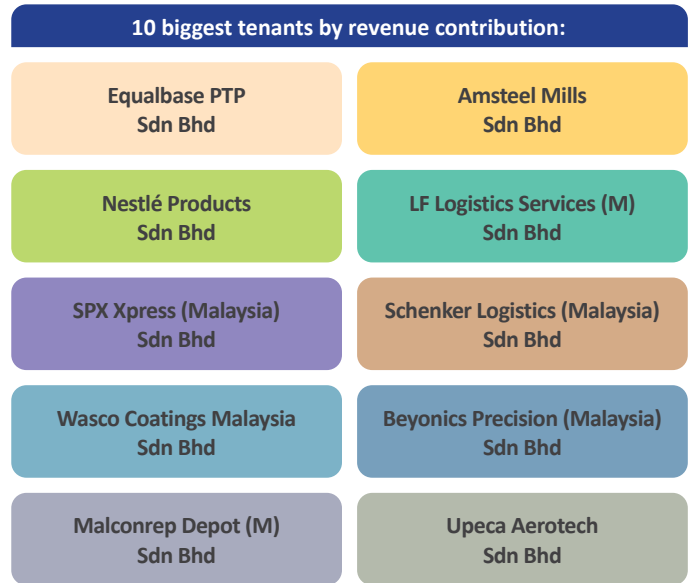 10 biggest tenants by revenue contribution:
Equalbase PTP
Sdn Bhd
Amsteel Mills
Sdn Bhd
Nestlé Products
Sdn Bhd
LF Logistics Services (M)
Sdn Bhd
SPX Xpress (Malaysia)
Sdn Bhd
Schenker Logistics (Malaysia)
Sdn Bhd
Wasco Coatings Malaysia
Sdn Bhd
Beyonics Precision (Malaysia)
Sdn Bhd
Malconrep Depot (M)
Sdn Bhd
Upeca Aerotech
Sdn Bhd